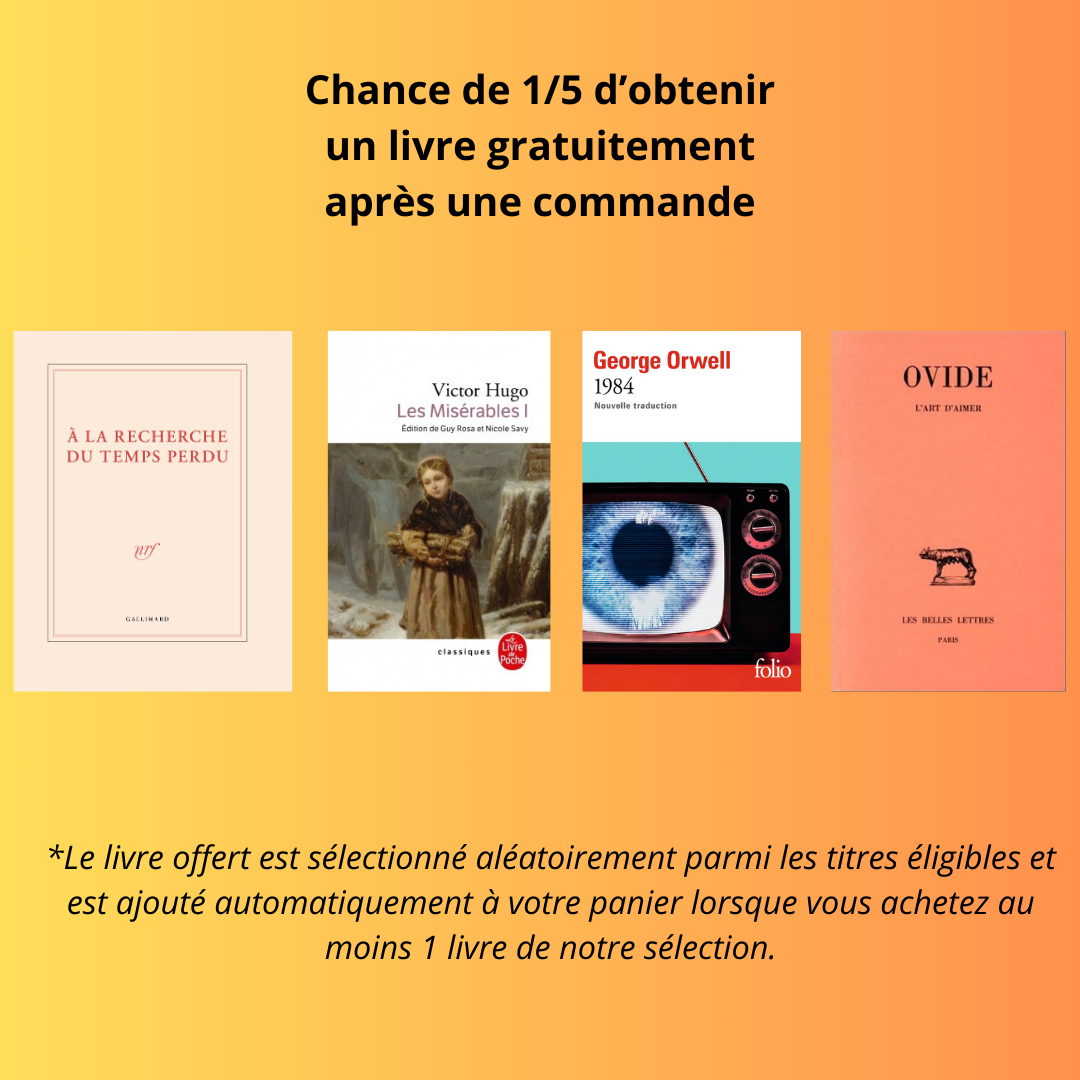 Chance de 1/5 d’obtenir
un livre gratuitement
après une commande
À LA RECHERCHE
DU TEMPS PERDU
nrf
GALLIMARD
Victor Hugo
Les Misérables I
Édition de Guy Rosa et Nicole Savy
classiques
Le
Livre
de
Poche
George Orwell
1984
Nouvelle traduction
folio
OVIDE
L'ART D'AIMER
LES BELLES LETTRES
PARIS
*Le livre offert est sélectionné aléatoirement parmi les titres éligibles et
est ajouté automatiquement à votre panier lorsque vous achetez au
moins 1 livre de notre sélection.